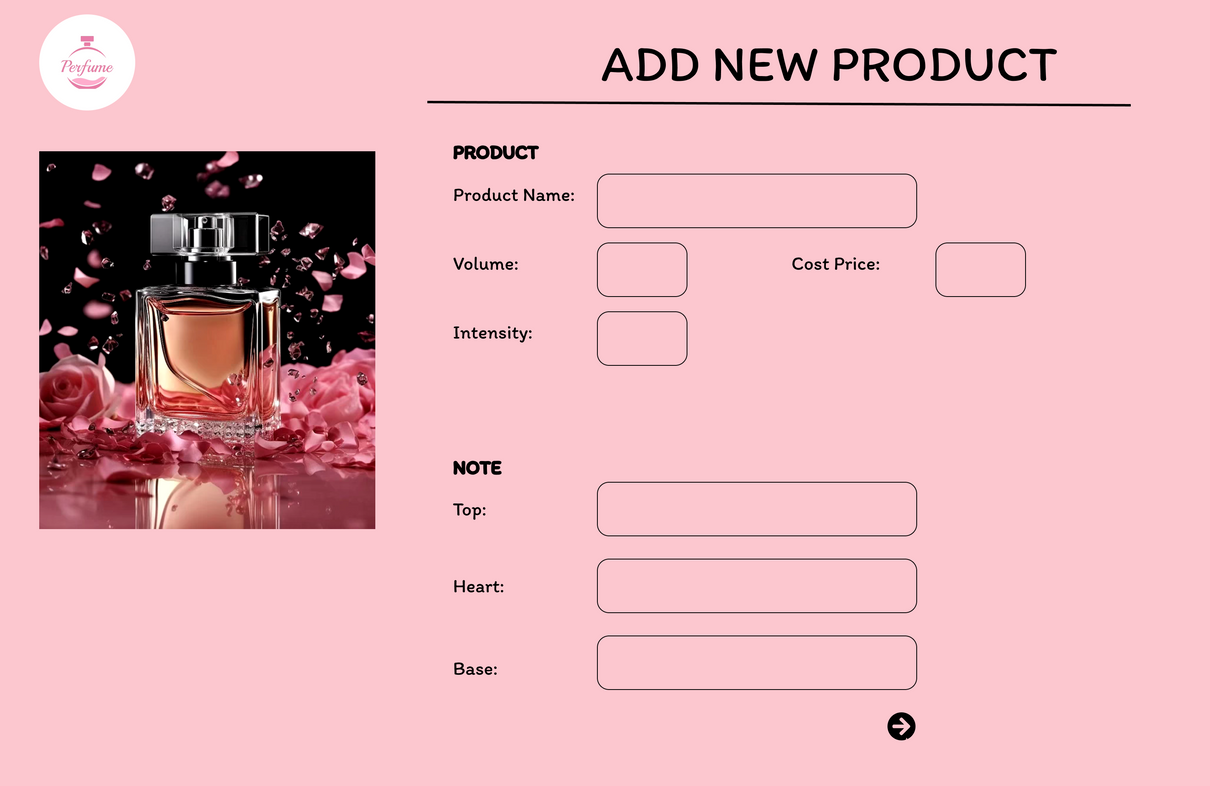 Perfume
ADD NEW PRODUCT
PRODUCT
Product Name:
Volume:
Cost Price:
Intensity:
NOTE
Top:
Heart:
Base: